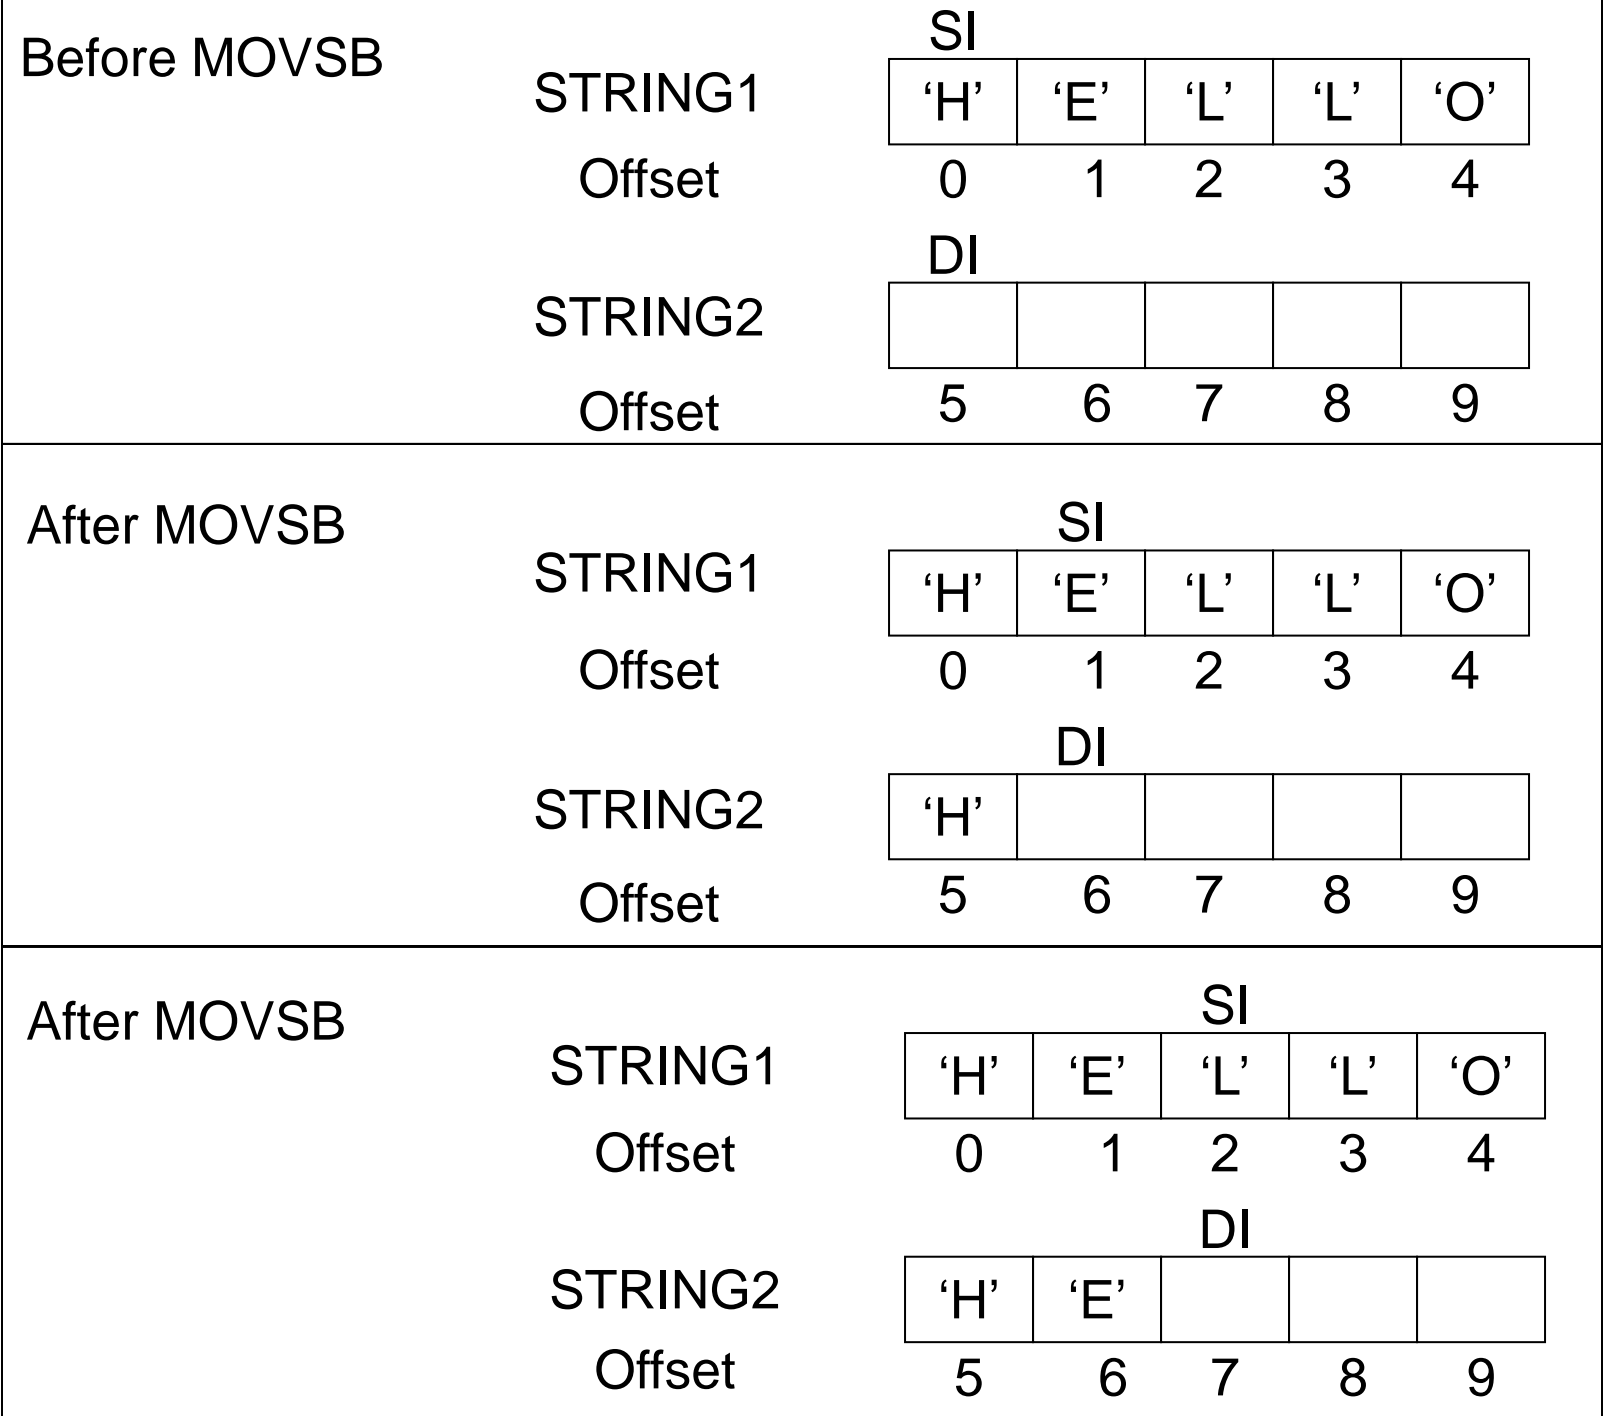 Before MOVSB
SI
STRING1 ‘H’ ‘E’ ‘L’ ‘L’ ‘O’
Offset 0 1 2 3 4
DI
STRING2
Offset 5 6 7 8 9
After MOVSB
SI
STRING1 ‘H’ ‘E’ ‘L’ ‘L’ ‘O’
Offset 0 1 2 3 4
DI
STRING2 ‘H’
Offset 5 6 7 8 9
After MOVSB
SI
STRING1 ‘H’ ‘E’ ‘L’ ‘L’ ‘O’
Offset 0 1 2 3 4
DI
STRING2 ‘H’ ‘E’
Offset 5 6 7 8 9